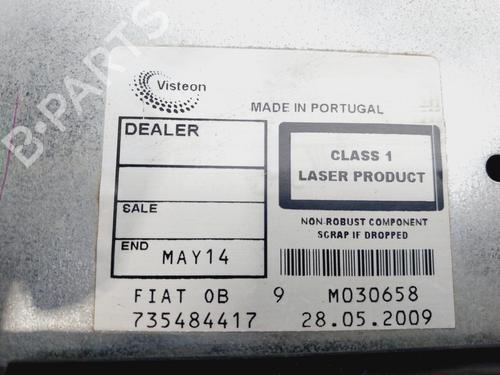 Visteon
MADE IN PORTUGAL
DEALER
CLASS 1
LASER PRODUCT
SALE
NON-ROBUST COMPONENT
SCRAP IF DROPPED
END MAY14
FIAT 0B 9 M030658
735484417 28.05.2009
B-PARTS